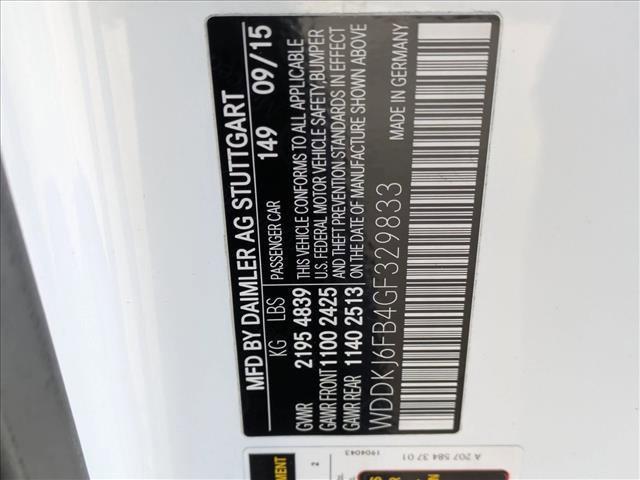 MFD BY DAIMLER AG STUTTGART
149 09/15
KG LBS PASSENGER CAR
GVWR 2195 4839 THIS VEHICLE CONFORMS TO ALL APPLICABLE
GAWR FRONT 1100 2425 U.S. FEDERAL MOTOR VEHICLE SAFETY,BUMPER
GAWR REAR 1140 2513 AND THEFT PREVENTION STANDARDS IN EFFECT
ON THE DATE OF MANUFACTURE SHOWN ABOVE
WDDKJ6FB4GF329833 MADE IN GERMANY
2
1904043
A 207 584 37 01